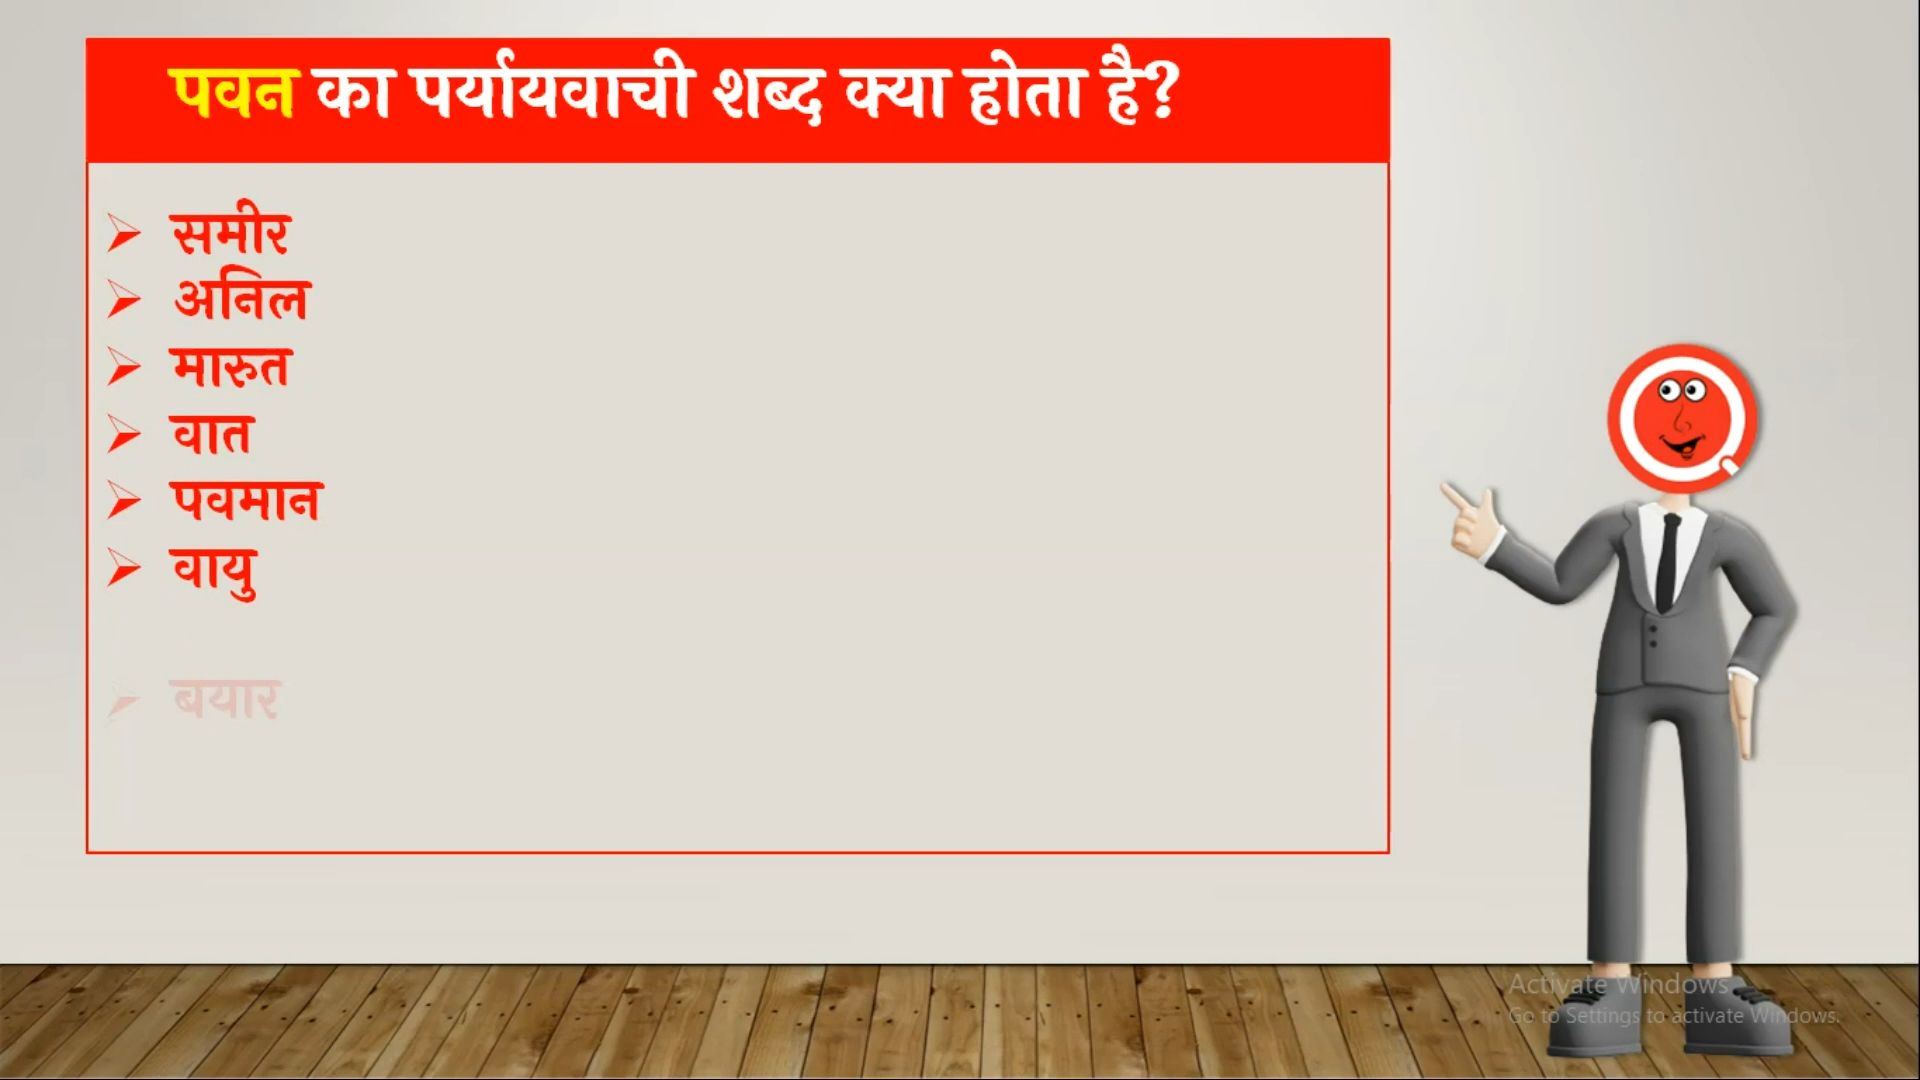 पवन का पर्यायवाची शब्द क्या होता है?
समीर
अनिल
मारुत
वात
पवमान
वायु
बयार
Activate Windows
Go to Settings to activate Windows.